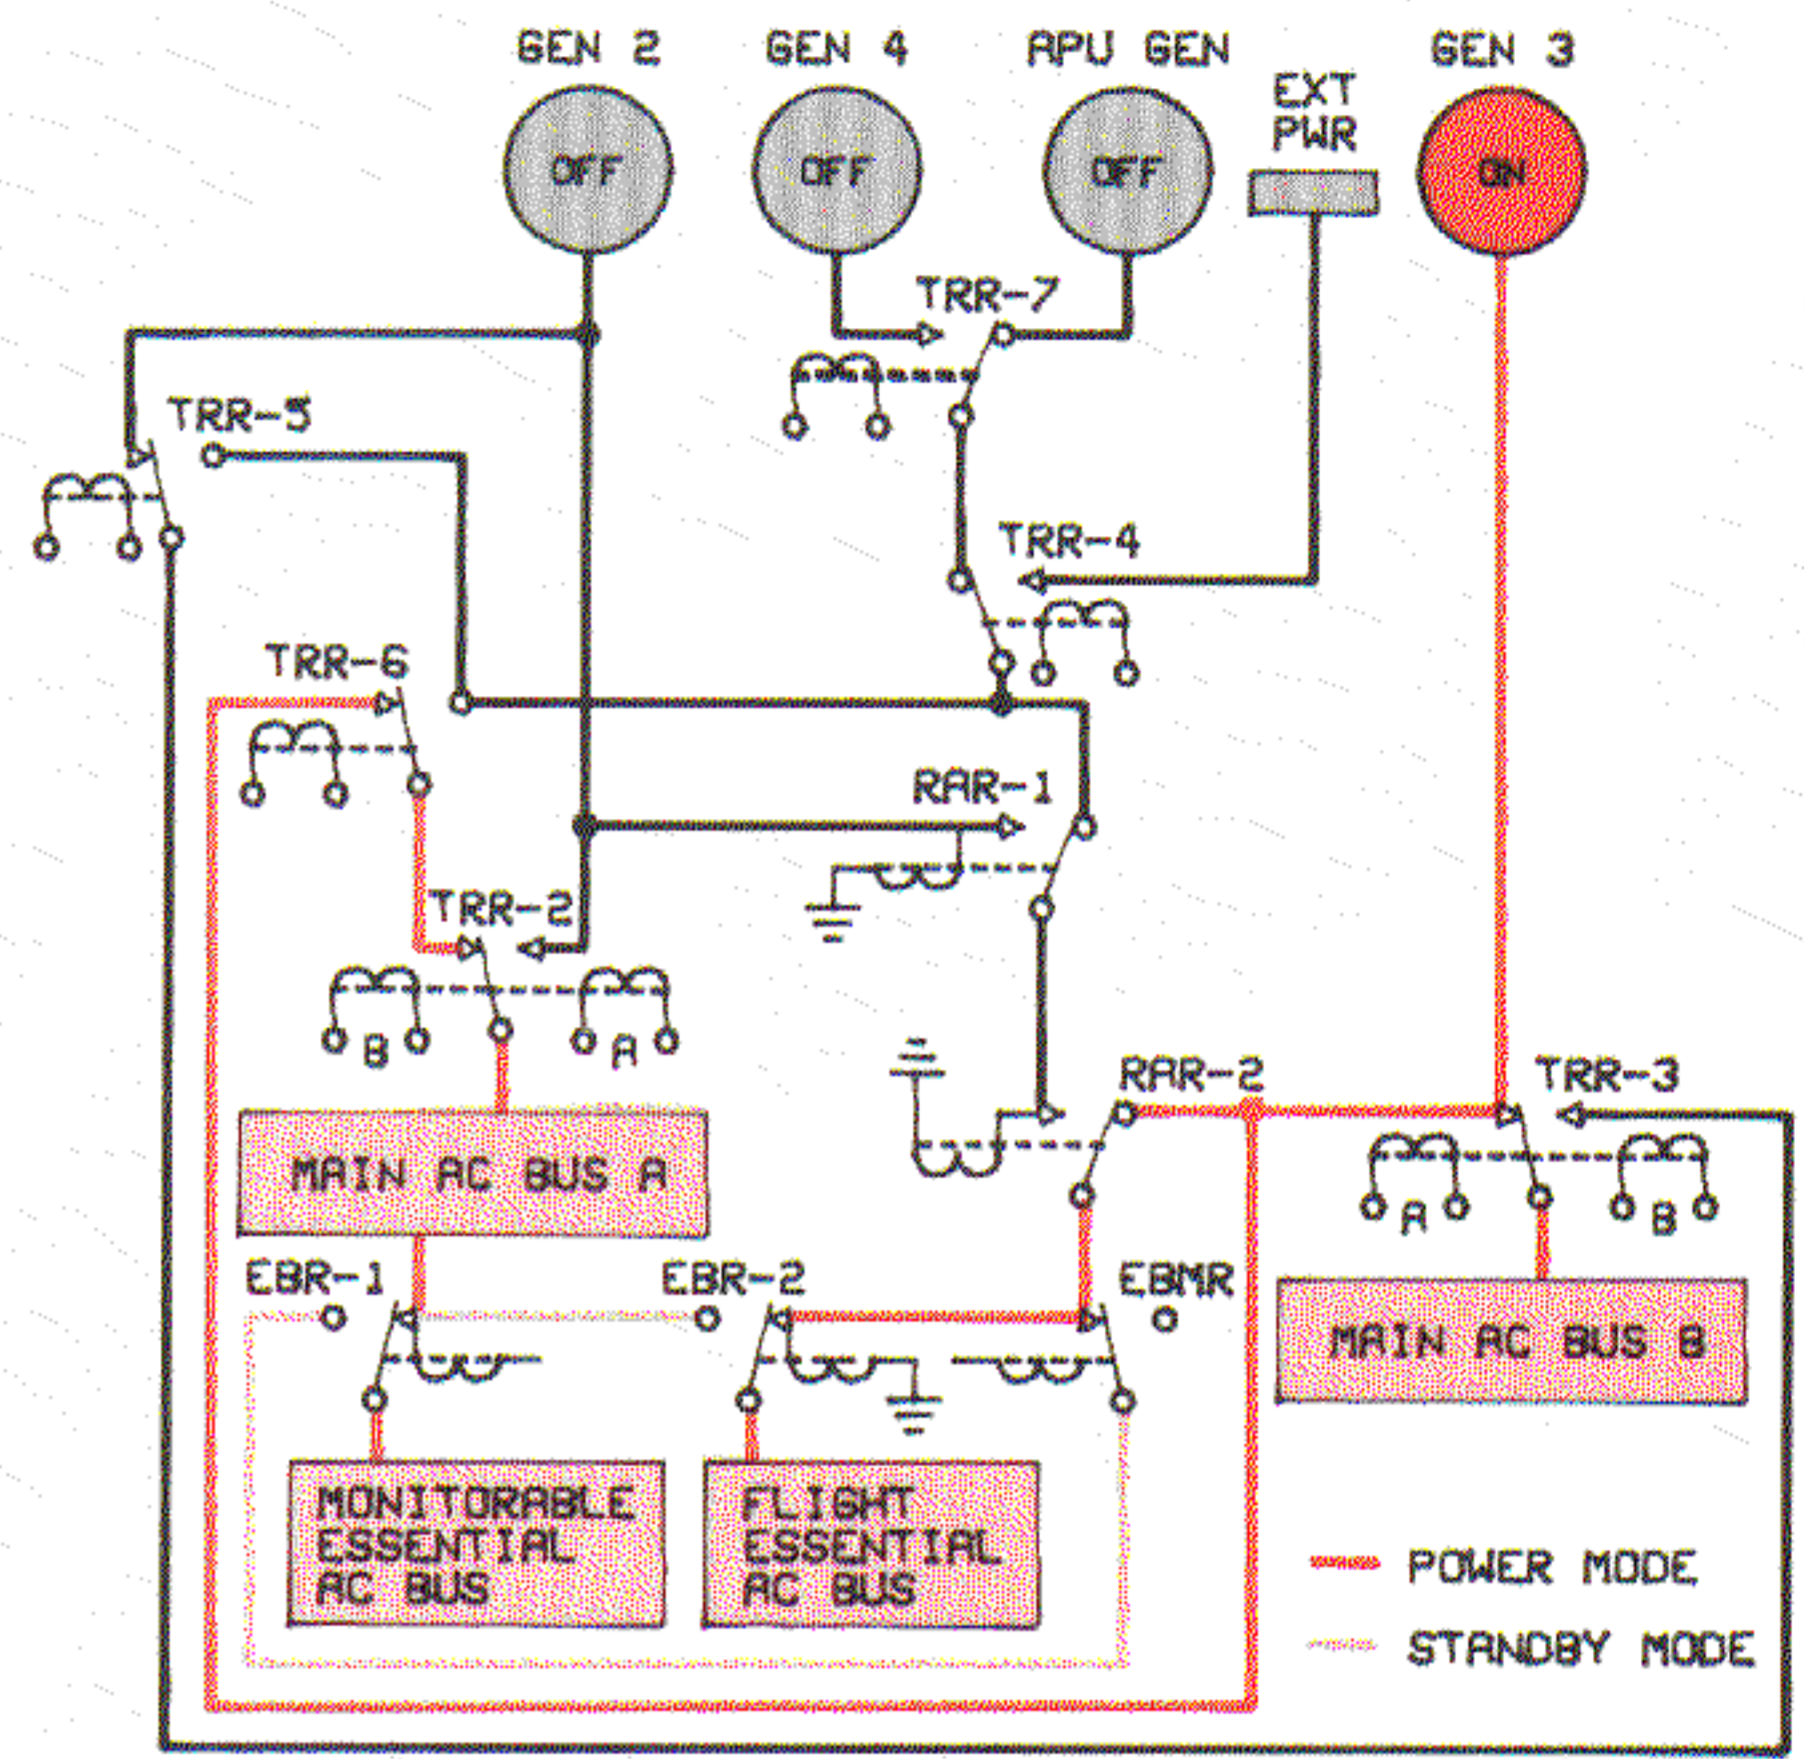 GEN 2
GEN 4
APU GEN
EXT
PWR
GEN 3
OFF
OFF
OFF
ON
TRR-7
TRR-5
TRR-4
TRR-6
RAR-1
TRR-2
B
A
RAR-2
TRR-3
MAIN AC BUS A
A
B
EBR-1
EBR-2
EBMR
MAIN AC BUS B
MONITORABLE
ESSENTIAL
AC BUS
FLIGHT
ESSENTIAL
AC BUS
POWER MODE
STANDBY MODE